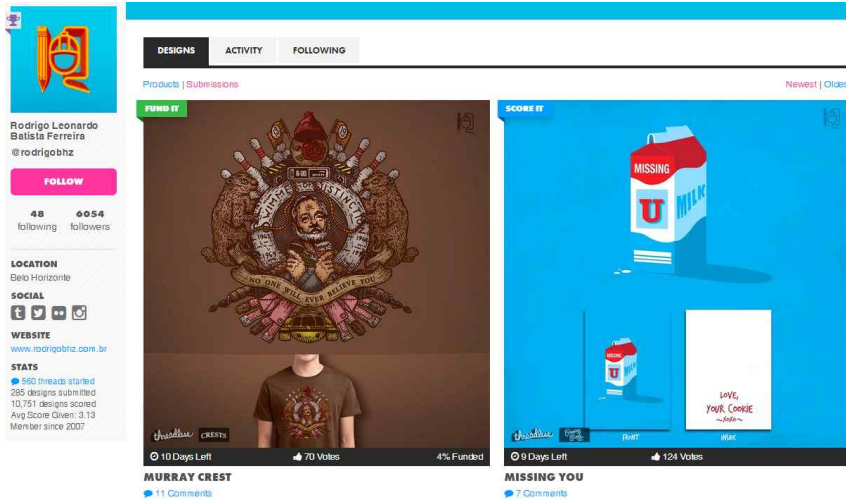 DESIGNS
ACTIVITY
FOLLOWING
Products | Submissions
Newest | Oldes
Rodrigo Leonardo
Batista Ferreira
@rodrigobhz
FOLLOW
48
following
6054
followers
LOCATION
Belo Horizonte
SOCIAL
WEBSITE
www.rodrigobhz.com.br
STATS
560 threads started
285 designs submitted
10,751 designs scored
Avg Score Given: 3.13
Member since 2007
FUND IT
6:00
NO ONE WILL EVER BELIEVE YOU
threadless
CRESTS
10 Days Left
70 Votes
4% Funded
MURRAY CREST
11 Comments
SCORE IT
MISSING
U
MILK
MISSING
U
MILK
LOVE,
YOUR COOKIE
~XOXO~
threadless
FRONT
INSIDE
9 Days Left
124 Votes
MISSING YOU
7 Comments